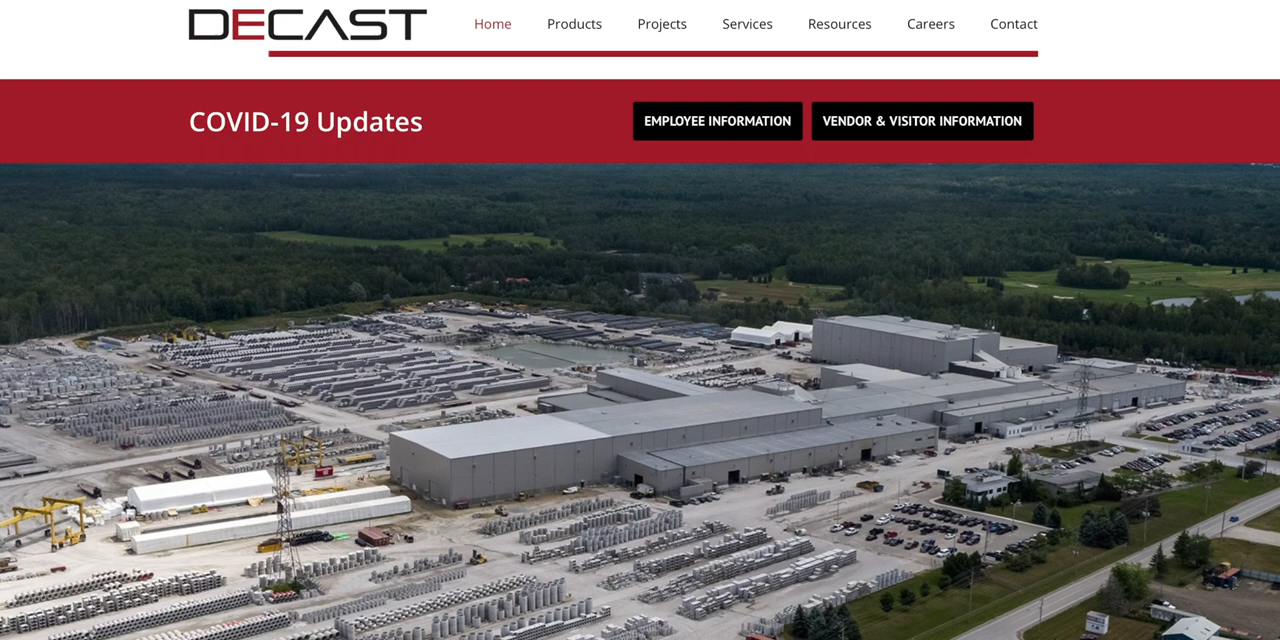 DECAST
Home Products Projects Services Resources Careers Contact
COVID-19 Updates
EMPLOYEE INFORMATION VENDOR & VISITOR INFORMATION